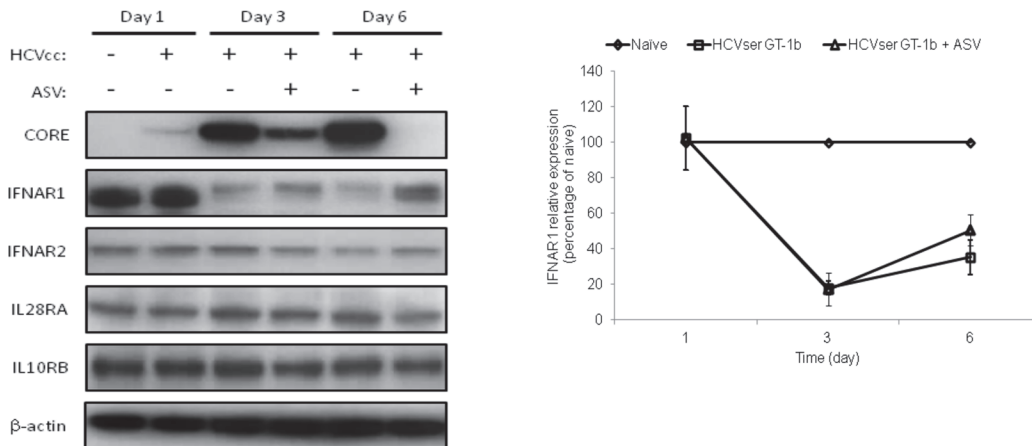 Day 1 Day 3 Day 6
HCVcc: - + + + + +
ASV: - - - + - +
CORE
IFNAR1
IFNAR2
IL28RA
IL10RB
β-actin
Naïve HCVser GT-1b HCVser GT-1b + ASV
IFNAR1 relative expression
(percentage of naive)
140
120
100
80
60
40
20
0
1 3 6
Time (day)